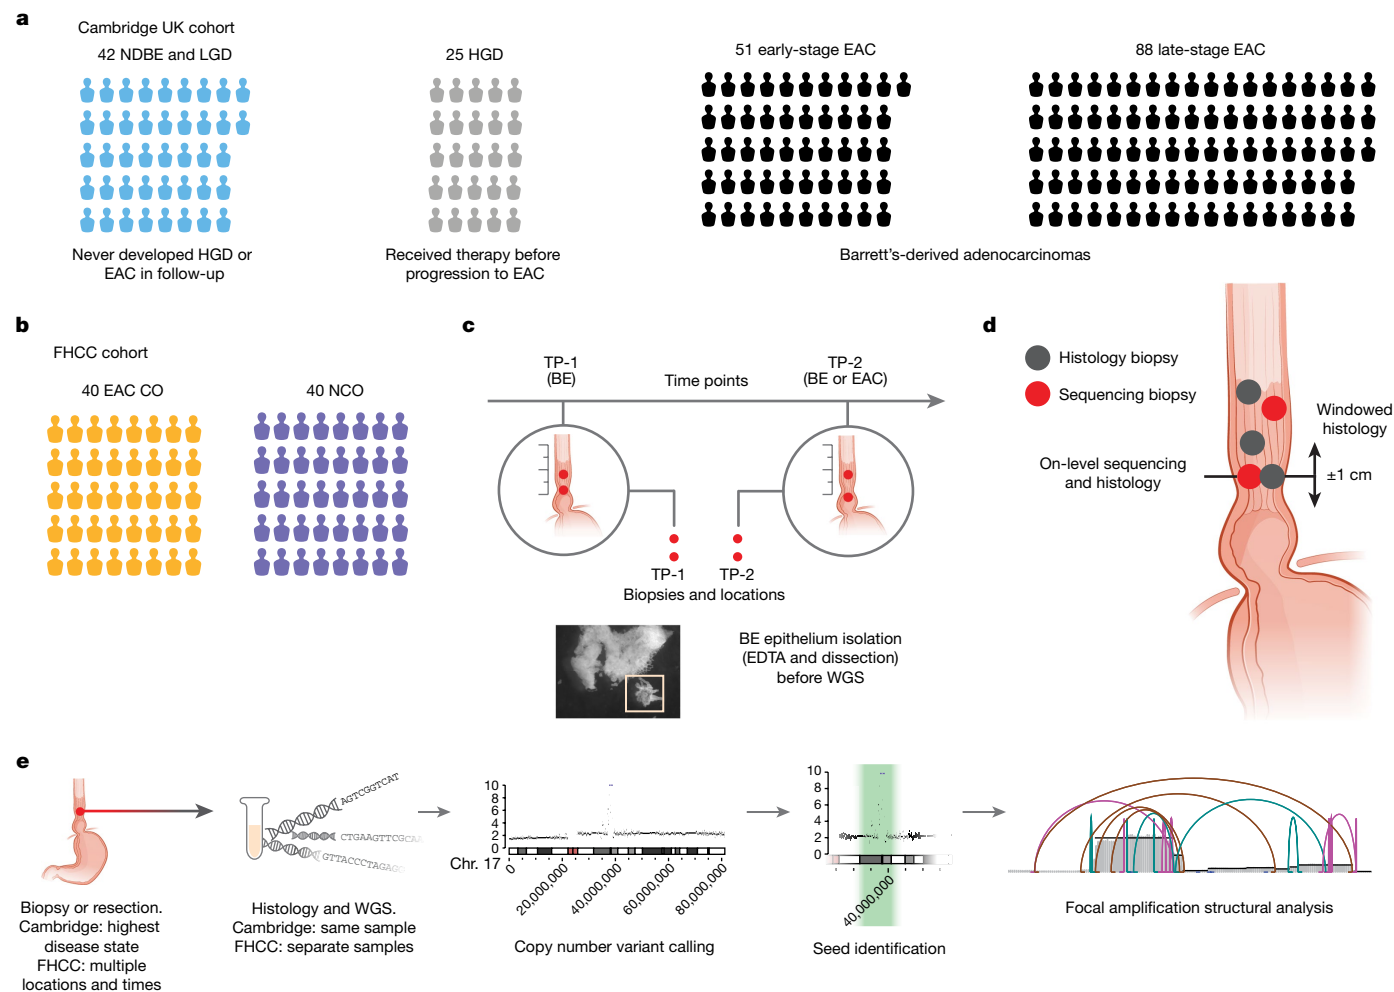 a
Cambridge UK cohort
42 NDBE and LGD
25 HGD
51 early-stage EAC
88 late-stage EAC
Never developed HGD or
EAC in follow-up
Received therapy before
progression to EAC
Barrett's-derived adenocarcinomas
b
FHCC cohort
40 EAC CO
40 NCO
c
TP-1
(BE)
Time points
TP-2
(BE or EAC)
TP-1
TP-2
Biopsies and locations
BE epithelium isolation
(EDTA and dissection)
before WGS
d
Histology biopsy
Sequencing biopsy
Windowed
histology
On-level sequencing
and histology
±1 cm
e
Biopsy or resection.
Cambridge: highest
disease state
FHCC: multiple
locations and times
AGTCGGTCAT
CTGAAGTTCGCAA
GTTACCCTAGAGC
Histology and WGS.
Cambridge: same sample
FHCC: separate samples
10
8
6
4
2
0
Chr. 17
0
20,000,000
40,000,000
60,000,000
80,000,000
Copy number variant calling
10
8
6
4
2
0
40,000,000
Seed identification
Focal amplification structural analysis